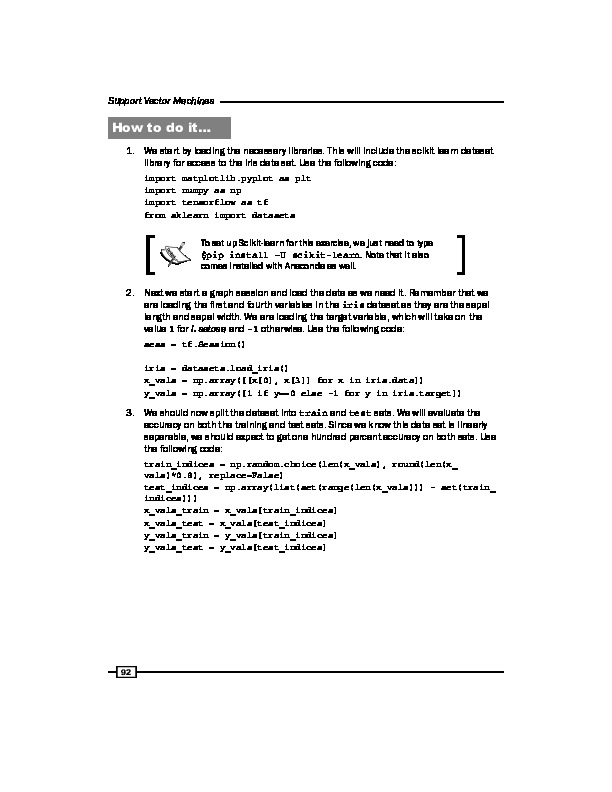 Support Vector Machines
How to do it…
1. We start by loading the necessary libraries. This will include the scikit learn dataset
library for access to the iris data set. Use the following code:
import matplotlib.pyplot as plt
import numpy as np
import tensorflow as tf
from sklearn import datasets
To set up Scikit-learn for this exercise, we just need to type
$pip install -U scikit-learn. Note that it also
comes installed with Anaconda as well.
2. Next we start a graph session and load the data as we need it. Remember that we
are loading the first and fourth variables in the iris dataset as they are the sepal
length and sepal width. We are loading the target variable, which will take on the
value 1 for I. setosa and -1 otherwise. Use the following code:
sess = tf.Session()
iris = datasets.load_iris()
x_vals = np.array([[x[0], x[3]] for x in iris.data])
y_vals = np.array([1 if y==0 else -1 for y in iris.target])
3. We should now split the dataset into train and test sets. We will evaluate the
accuracy on both the training and test sets. Since we know this data set is linearly
separable, we should expect to get one hundred percent accuracy on both sets. Use
the following code:
train_indices = np.random.choice(len(x_vals), round(len(x_
vals)*0.8), replace=False)
test_indices = np.array(list(set(range(len(x_vals))) - set(train_
indices)))
x_vals_train = x_vals[train_indices]
x_vals_test = x_vals[test_indices]
y_vals_train = y_vals[train_indices]
y_vals_test = y_vals[test_indices]
92